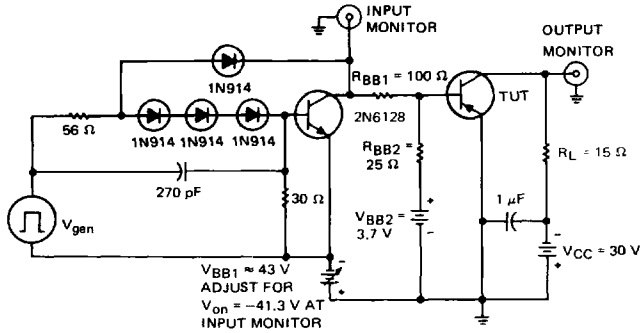 INPUT
MONITOR
OUTPUT
MONITOR
1N914
R_BB1 = 100 Ω
TUT
56 Ω
1N914
1N914
1N914
2N6128
R_BB2 =
25 Ω
R_L = 15 Ω
270 pF
30 Ω
1 μF
V_gen
V_BB2 =
3.7 V
V_CC = 30 V
V_BB1 ≈ 43 V
ADJUST FOR
V_on = −41.3 V AT
INPUT MONITOR